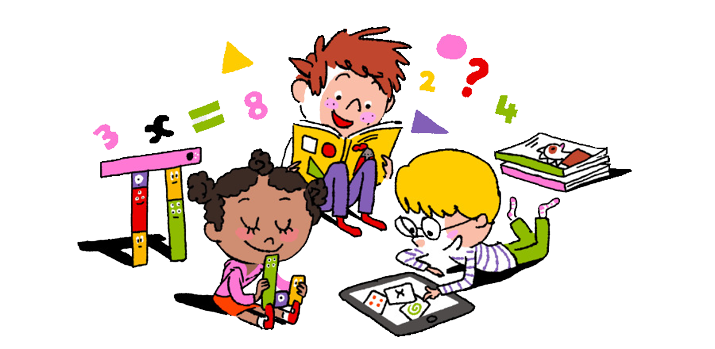 3 x = 8
2 ? 4
x